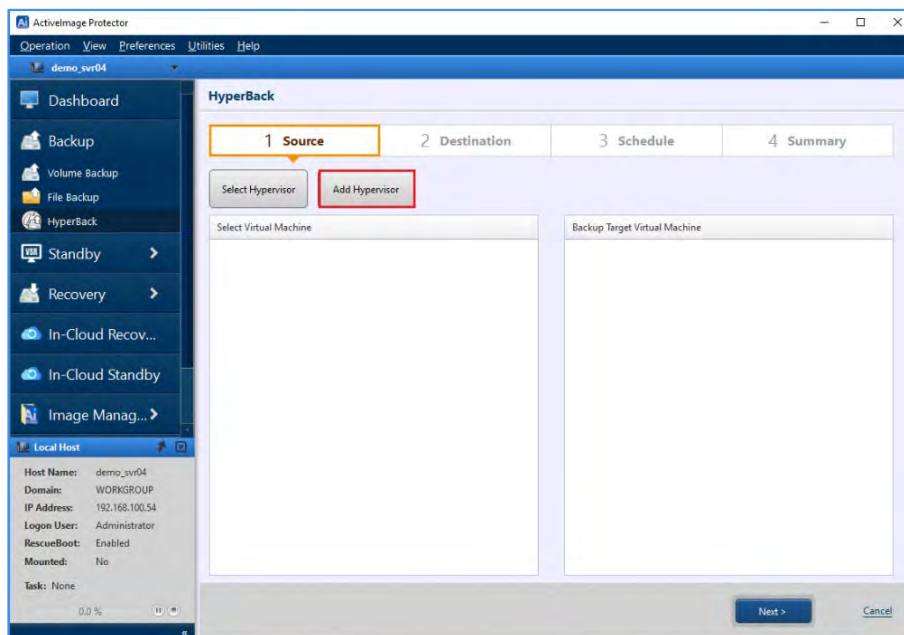 ActiveImage Protector
Operation View Preferences Utilities Help
demo_svr04
Dashboard
Backup
Volume Backup
File Backup
HyperBack
Standby
Recovery
In-Cloud Recov...
In-Cloud Standby
Image Manag...
Local Host
Host Name: demo_svr04
Domain: WORKGROUP
IP Address: 192.168.100.54
Logon User: Administrator
RescueBoot: Enabled
Mounted: No
Task: None
0.0 %
HyperBack
1 Source 2 Destination 3 Schedule 4 Summary
Select Hypervisor Add Hypervisor
Select Virtual Machine Backup Target Virtual Machine
Next > Cancel